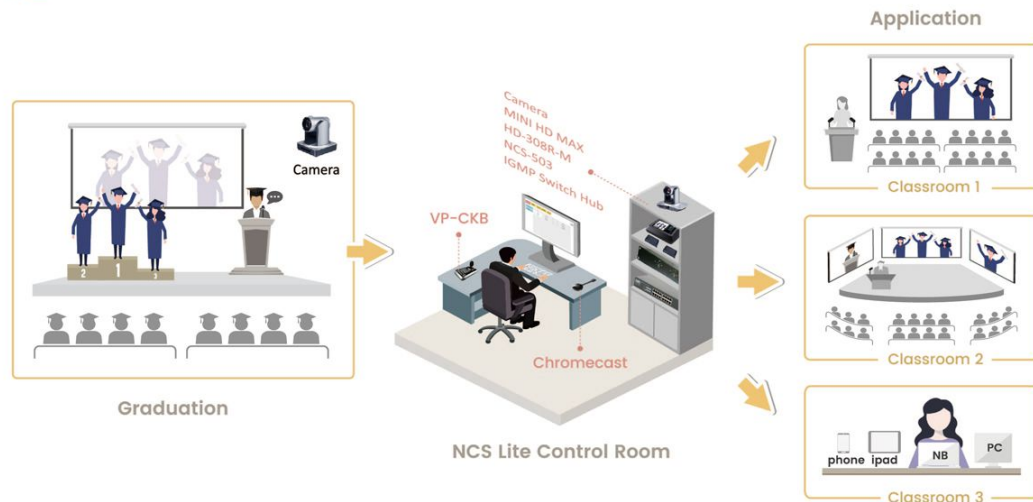 Application
Camera
2
1
3
Graduation
Camera
MINI HD MAX
HD-308R-M
NCS-503
IGMP Switch Hub
VP-CKB
Chromecast
NCS Lite Control Room
Classroom 1
Classroom 2
phone
ipad
NB
PC
Classroom 3